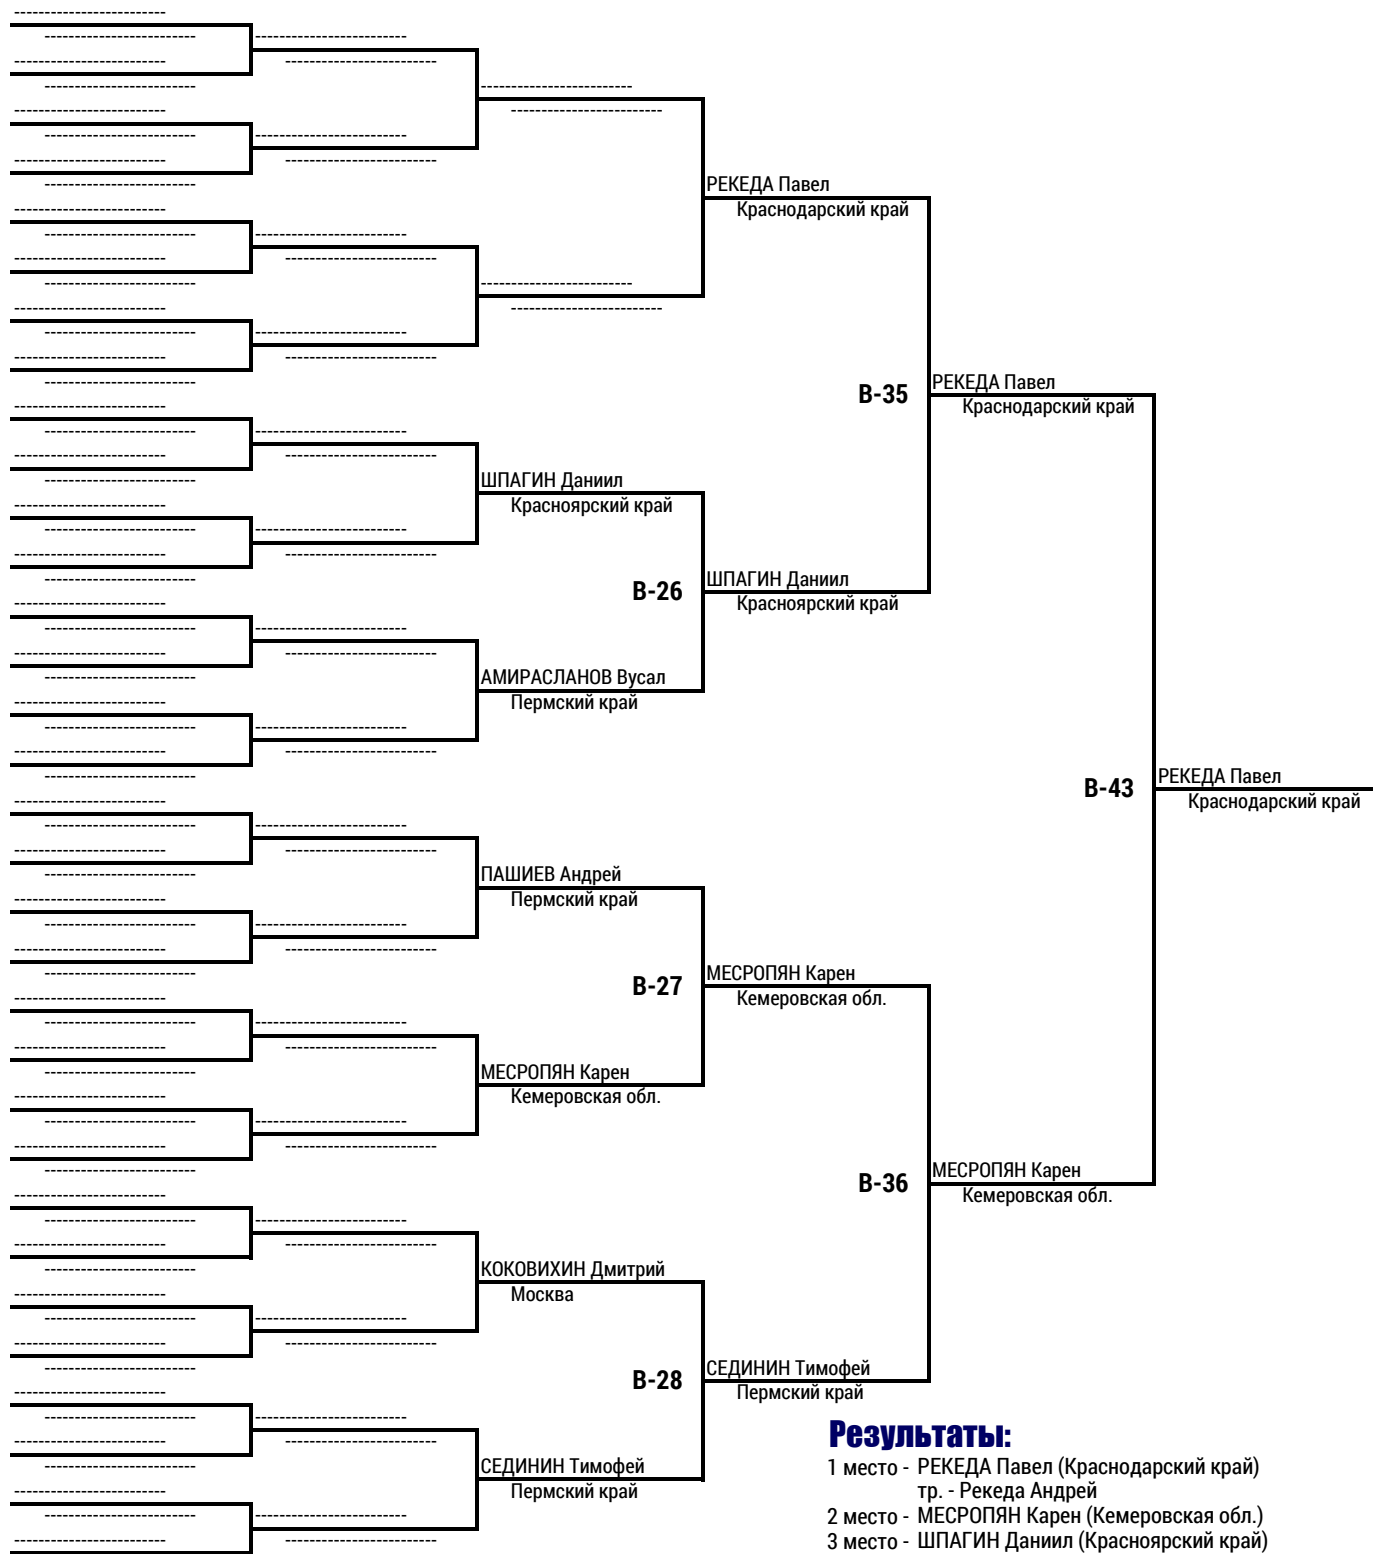 РЕКЕДА Павел
Краснодарский край
B-35
РЕКЕДА Павел
Краснодарский край
ШПАГИН Даниил
Красноярский край
B-26
ШПАГИН Даниил
Красноярский край
АМИРАСЛАНОВ Вусал
Пермский край
B-43
РЕКЕДА Павел
Краснодарский край
ПАШИЕВ Андрей
Пермский край
B-27
МЕСРОПЯН Карен
Кемеровская обл.
МЕСРОПЯН Карен
Кемеровская обл.
B-36
МЕСРОПЯН Карен
Кемеровская обл.
КОКОВИХИН Дмитрий
Москва
B-28
СЕДИНИН Тимофей
Пермский край
СЕДИНИН Тимофей
Пермский край
Результаты:
1 место - РЕКЕДА Павел (Краснодарский край)
тр. - Рекеда Андрей
2 место - МЕСРОПЯН Карен (Кемеровская обл.)
3 место - ШПАГИН Даниил (Красноярский край)